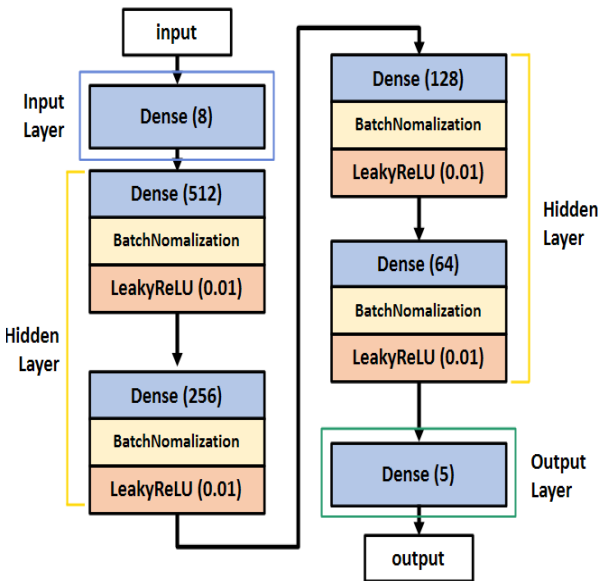 input
Input
Layer
Dense (8)
Dense (512)
BatchNomalization
LeakyReLU (0.01)
Hidden
Layer
Dense (256)
BatchNomalization
LeakyReLU (0.01)
Dense (128)
BatchNomalization
LeakyReLU (0.01)
Hidden
Layer
Dense (64)
BatchNomalization
LeakyReLU (0.01)
Dense (5)
Output
Layer
output